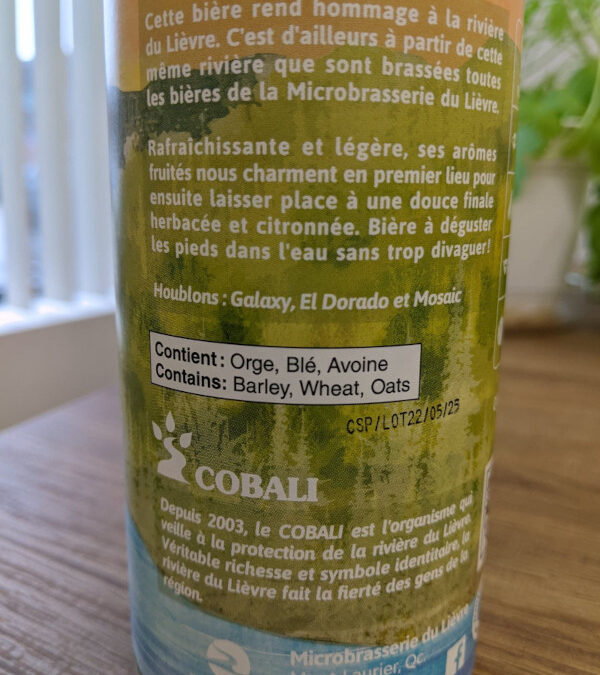 Cette bière rend hommage à la rivière
du Lièvre. C'est d'ailleurs à partir de cette
même rivière que sont brassées toutes
les bières de la Microbrasserie du Lièvre.
Rafraîchissante et légère, ses arômes
fruités nous charment en premier lieu pour
ensuite laisser place à une douce finale
herbacée et citronnée. Bière à déguster
les pieds dans l'eau sans trop divaguer!
Houblons : Galaxy, El Dorado et Mosaic
Contient : Orge, Blé, Avoine
Contains: Barley, Wheat, Oats
CSP/LOT22/05/25
COBALI
Depuis 2003, le COBALI est l'organisme qui
veille à la protection de la rivière du Lièvre.
Véritable richesse et symbole identitaire, la
rivière du Lièvre fait la fierté des gens de la
région.
Microbrasserie du Lièvre
Mont-Laurier, Qc.